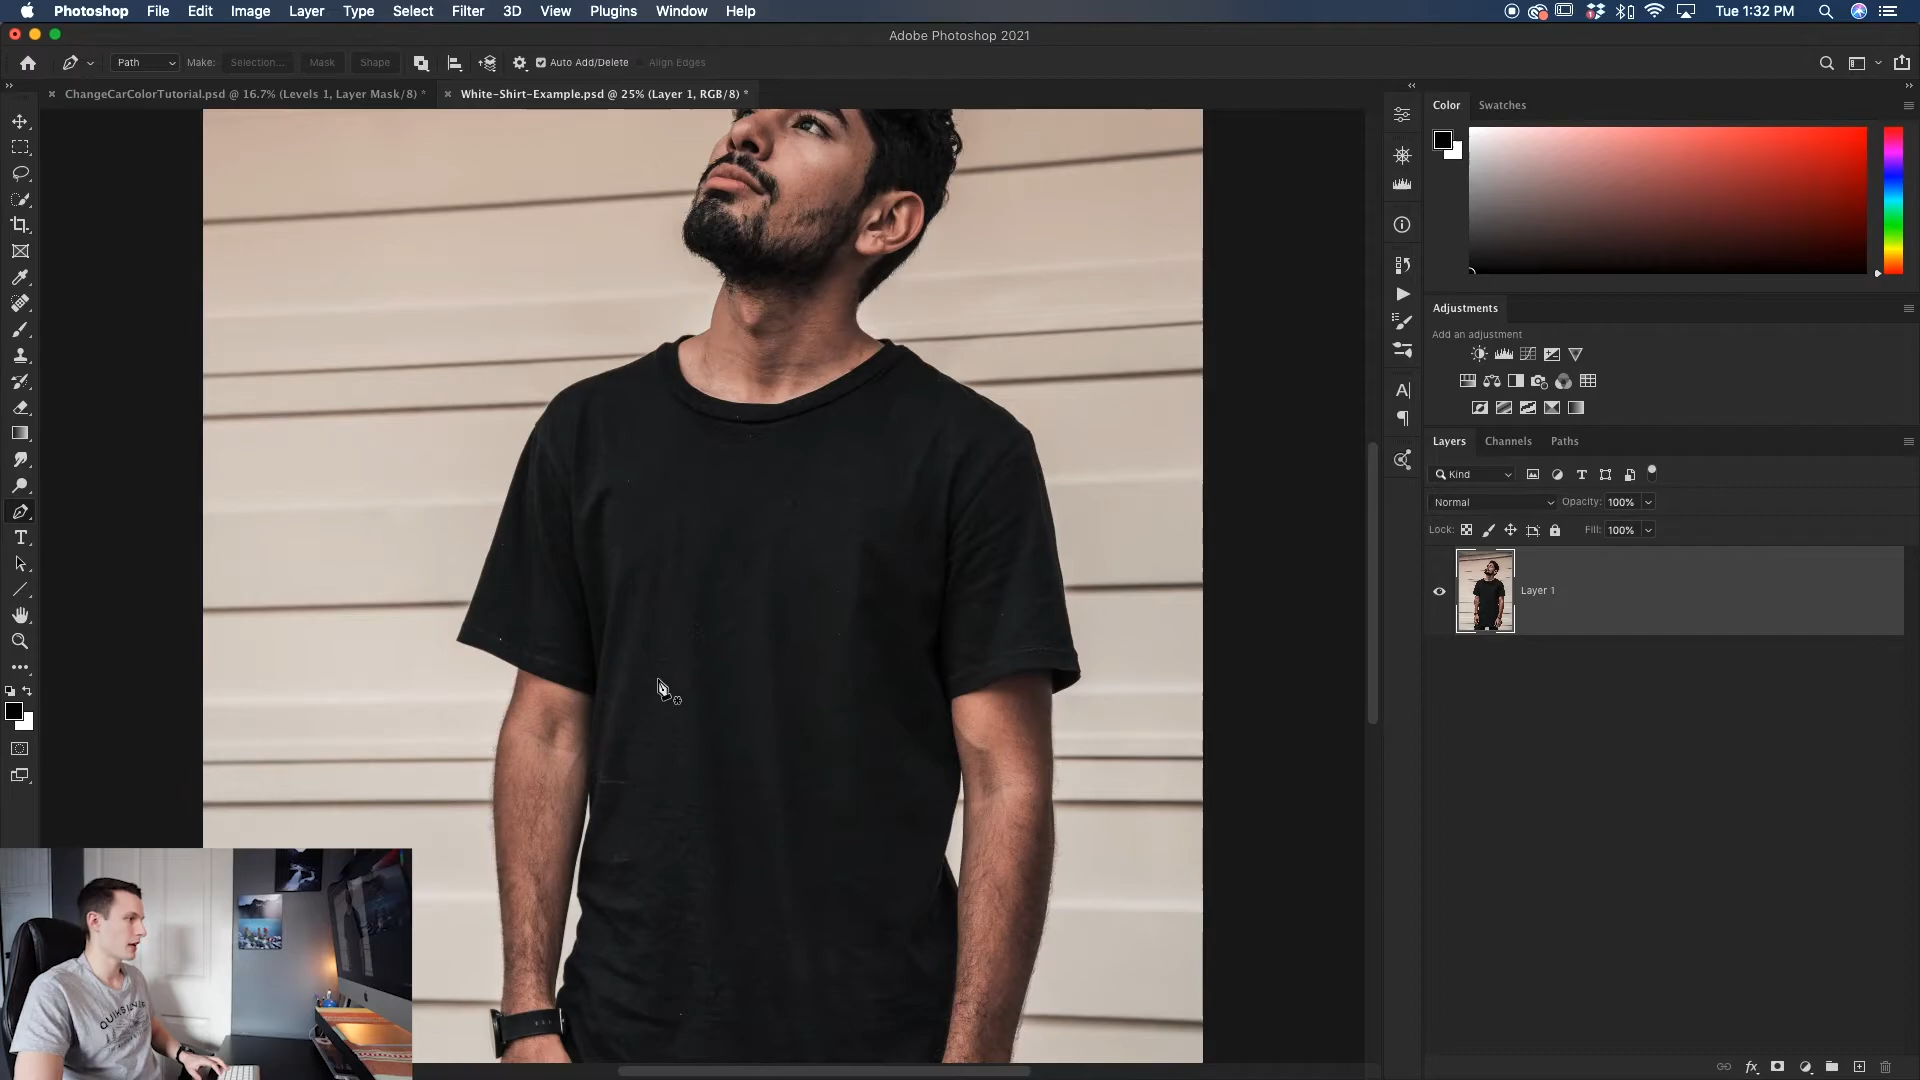 Photoshop File Edit Image Layer Type Select Filter 3D View Plugins Window Help
Tue 1:32 PM
Adobe Photoshop 2021
Path Make: Selection... Mask Shape Auto Add/Delete Align Edges
ChangeCarColorTutorial.psd @ 16.7% (Levels 1, Layer Mask/8) *
White-Shirt-Example.psd @ 25% (Layer 1, RGB/8) *
Color Swatches
Adjustments
Add an adjustment
Layers Channels Paths
Kind
Normal Opacity: 100%
Lock: Fill: 100%
Layer 1